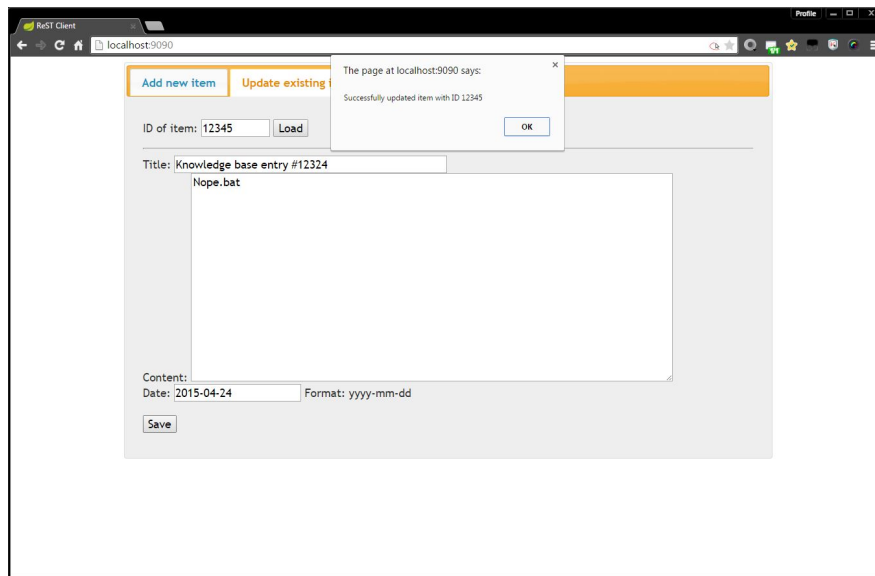 Profile
ReST Client
localhost:9090
The page at localhost:9090 says:
Successfully updated item with ID 12345
OK
Add new item
Update existing i
ID of item: 12345 Load
Title: Knowledge base entry #12324
Nope.bat
Content:
Date: 2015-04-24 Format: yyyy-mm-dd
Save